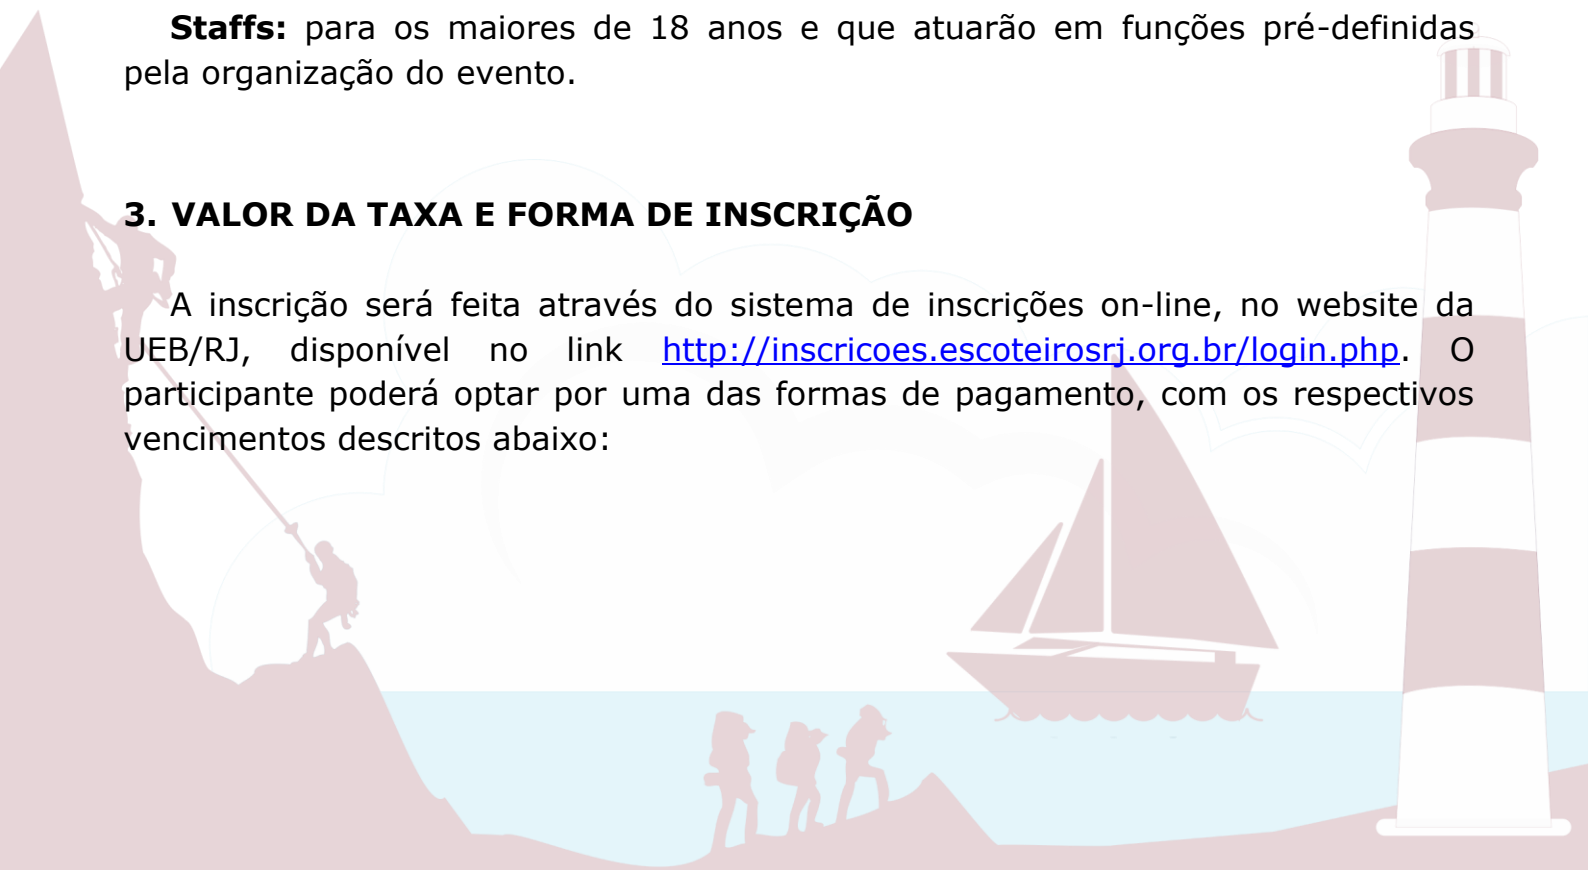 Staffs: para os maiores de 18 anos e que atuarão em funções pré-definidas
pela organização do evento.
3. VALOR DA TAXA E FORMA DE INSCRIÇÃO
A inscrição será feita através do sistema de inscrições on-line, no website da
UEB/RJ, disponível no link http://inscricoes.escoteirosrj.org.br/login.php. O
participante poderá optar por uma das formas de pagamento, com os respectivos
vencimentos descritos abaixo: